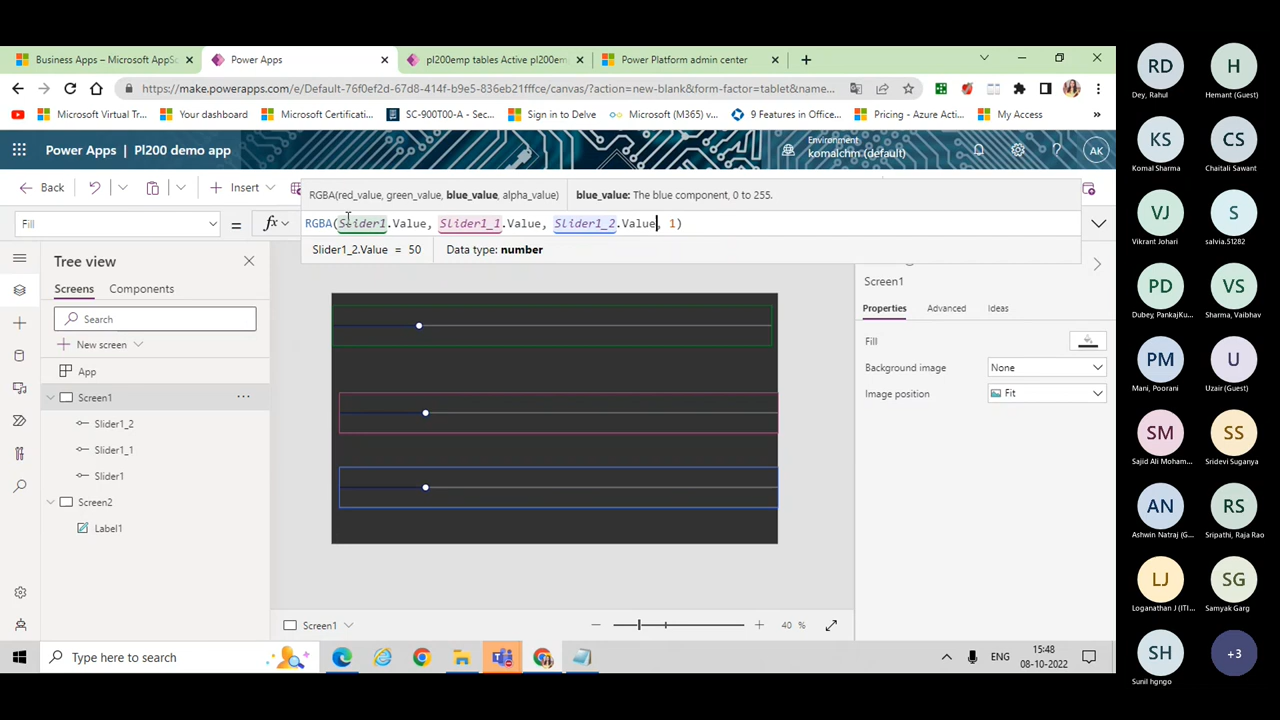 Business Apps – Microsoft AppSc
Power Apps
pl200emp tables Active pl200em
Power Platform admin center
https://make.powerapps.com/e/Default-76f0f42d-67d8-414f-b9e5-836eb21fffce/canvas/?action=new-blank&form-factor=tablet&name...
Microsoft Virtual Tr...
Your dashboard
Microsoft Certificati...
SC-900T00-A - Secu...
Sign in to Delve
Microsoft (M365) v...
9 Features in Office...
Pricing - Azure Acti...
My Access
Power Apps | Pl200 demo app
Environment
komalchm (default)
AK
Back
Insert
RGBA(red_value, green_value, blue_value, alpha_value)
blue_value: The blue component, 0 to 255.
Fill
=
fx
RGBA(Slider1.Value, Slider1_1.Value, Slider1_2.Value, 1)
Slider1_2.Value = 50
Data type: number
Tree view
Screens
Components
Search
New screen
App
Screen1
Slider1_2
Slider1_1
Slider1
Screen2
Label1
Screen1
Properties
Advanced
Ideas
Fill
Background image
None
Image position
Fit
Screen1
40 %
Type here to search
ENG
15:48
08-10-2022
RD
Dey, Rahul
H
Hemant (Guest)
KS
Komal Sharma
CS
Chaitali Sawant
VJ
Vikrant Johari
S
salvia.51282
PD
Dubey, PankajKu...
VS
Sharma, Vaibhav
PM
Mani, Poorani
U
Uzair (Guest)
SM
Sajid Ali Moham...
SS
Sridevi Suganya
AN
Ashwin Natraj (G...
RS
Sripathi, Raja Rao
LJ
Loganathan J (ITI...
SG
Samyak Garg
SH
Sunil hgngo
+3